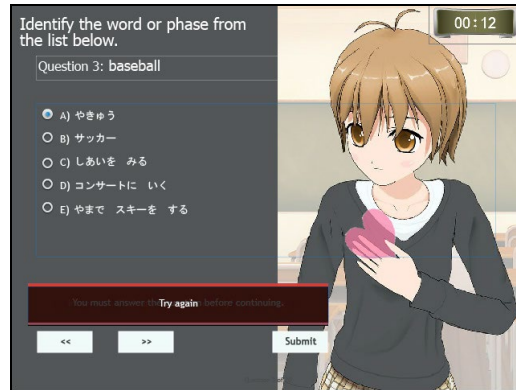 Identify the word or phase from
the list below.
00:12
Question 3: baseball
A) やきゅう
B) サッカー
C) しあいを みる
D) コンサートに いく
E) やまで スキーを する
You must answer the
Try again
before continuing.
<<
>>
Submit